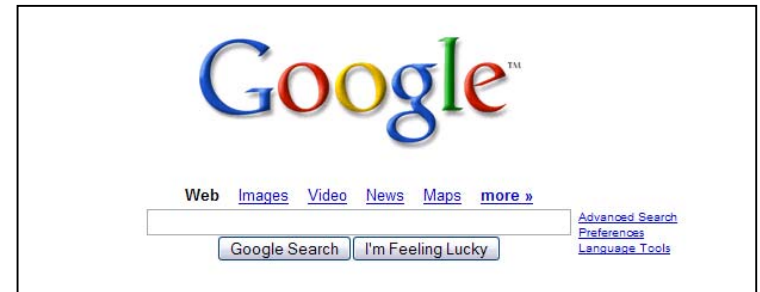 Google™
Web Images Video News Maps more »
Advanced Search
Preferences
Google Search I'm Feeling Lucky Language Tools